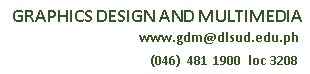 GRAPHICS DESIGN AND MULTIMEDIA
www.gdm@dlsud.edu.ph
(046) 481 1900 loc 3208